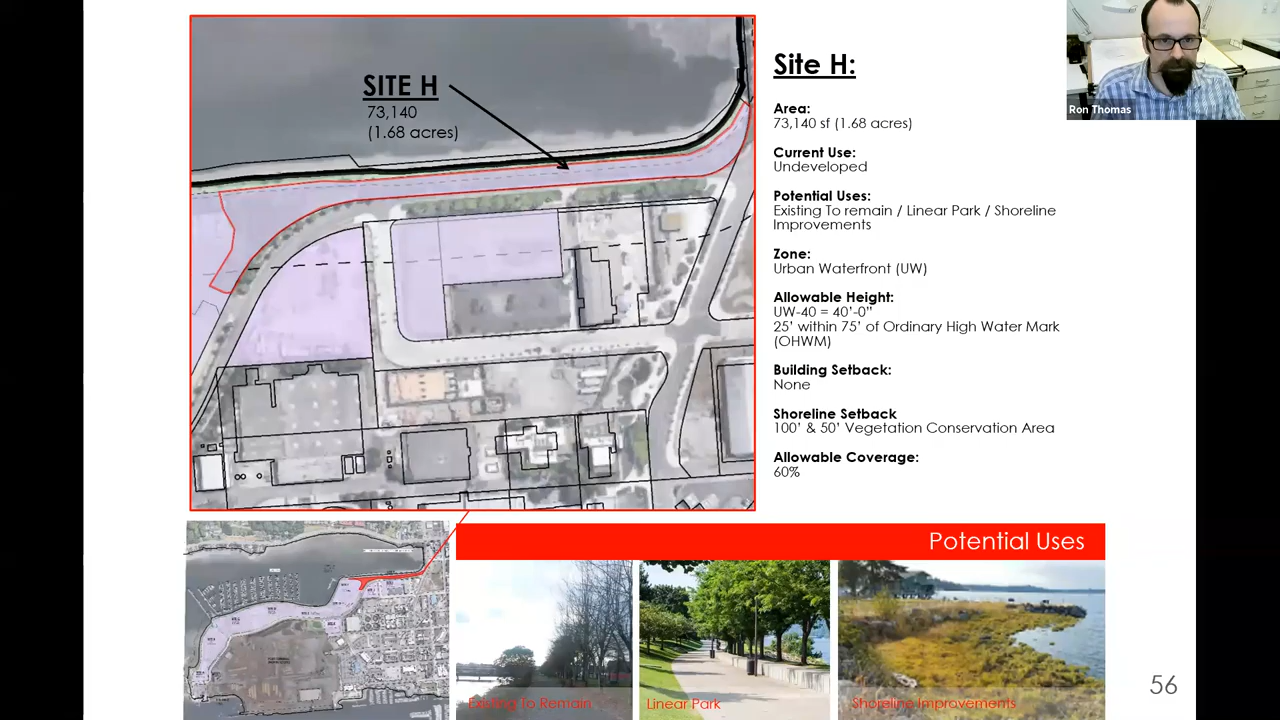 SITE H
73,140
(1.68 acres)
Site H:
Area:
73,140 sf (1.68 acres)
Current Use:
Undeveloped
Potential Uses:
Existing To remain / Linear Park / Shoreline
Improvements
Zone:
Urban Waterfront (UW)
Allowable Height:
UW-40 = 40’-0”
25’ within 75’ of Ordinary High Water Mark
(OHWM)
Building Setback:
None
Shoreline Setback
100’ & 50’ Vegetation Conservation Area
Allowable Coverage:
60%
Ron Thomas
Potential Uses
Existing To Remain
Linear Park
Shoreline Improvements
56